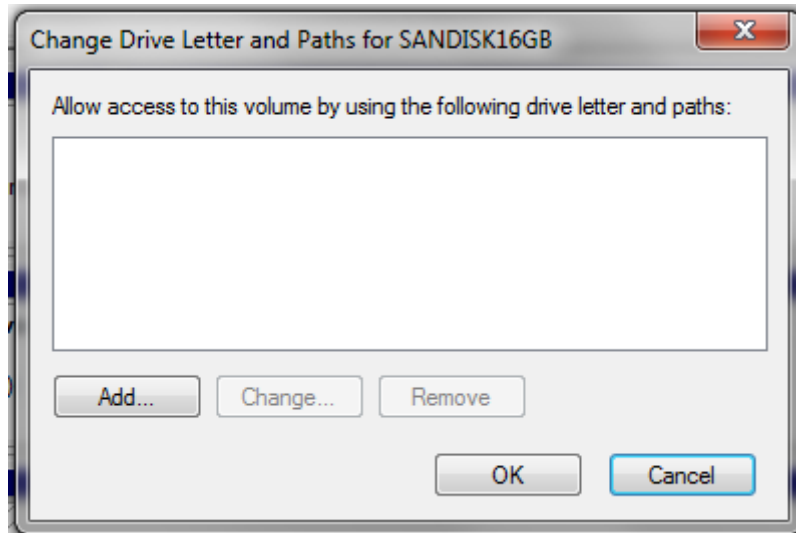 Change Drive Letter and Paths for SANDISK16GB
Allow access to this volume by using the following drive letter and paths:
Add... Change... Remove
OK Cancel